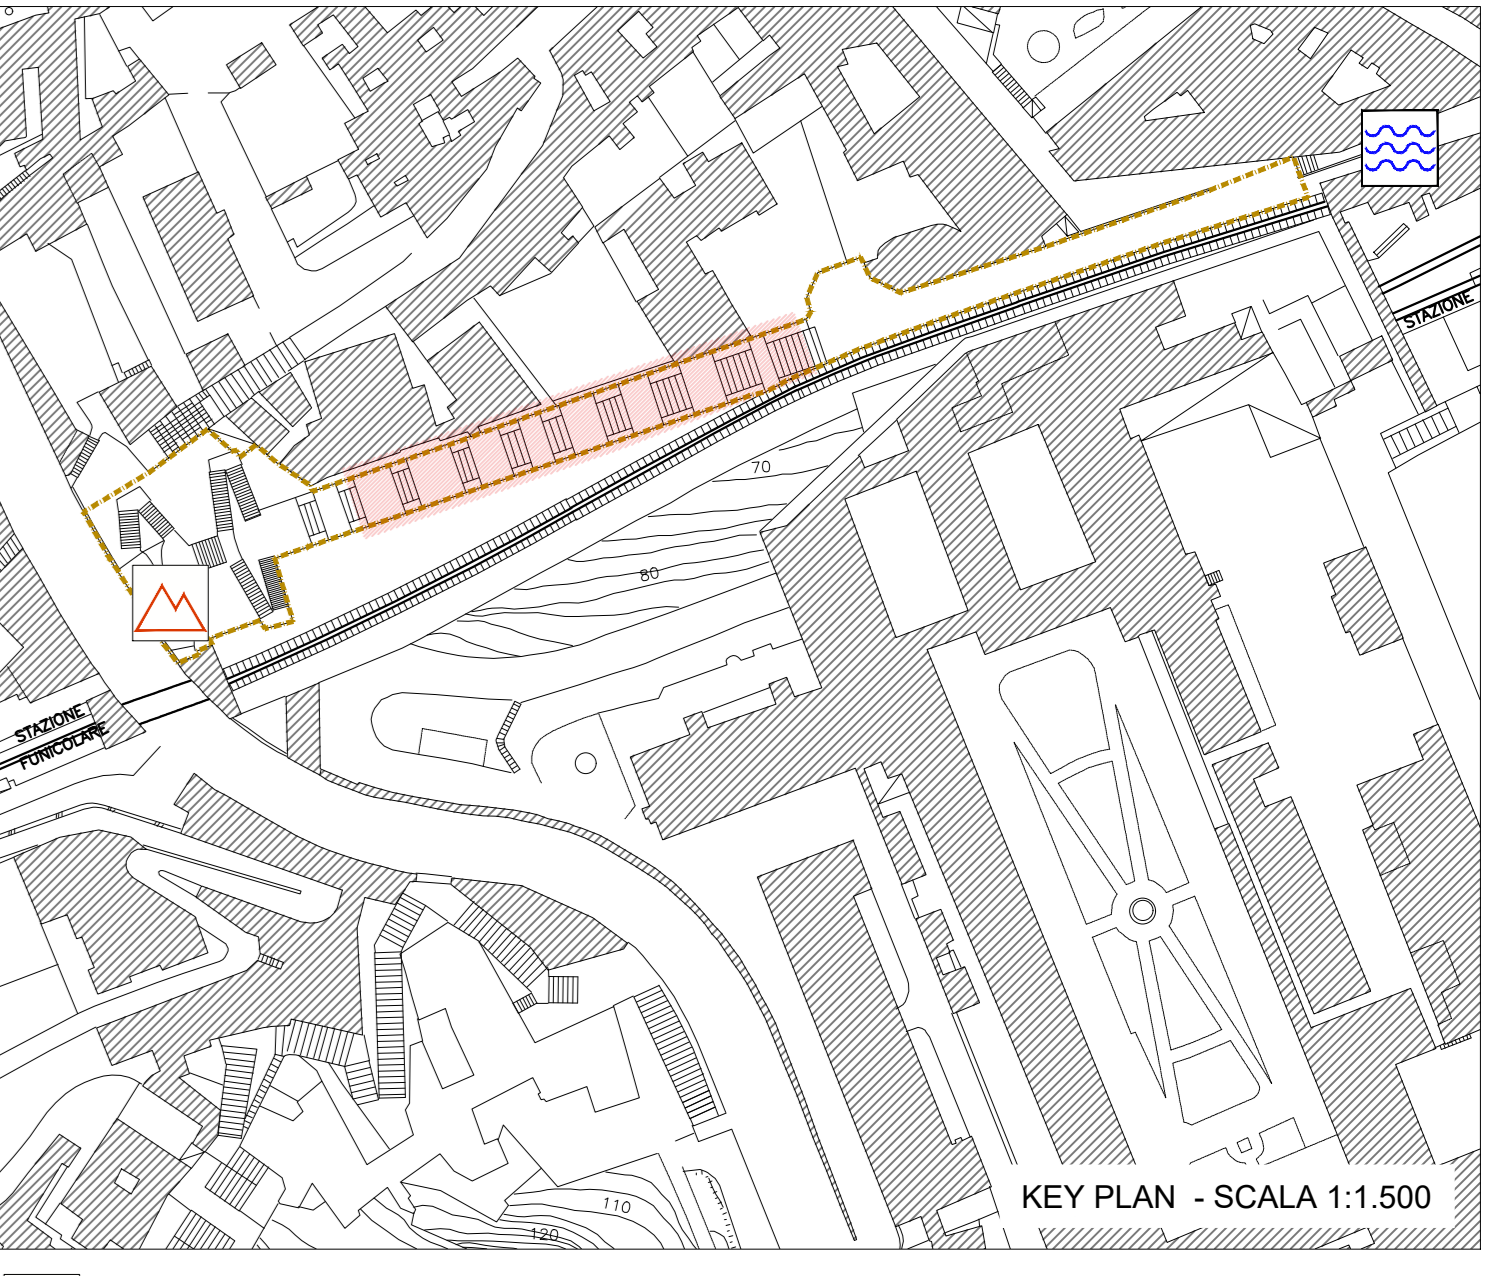 STAZIONE
70
80
STAZIONE
FUNICOLARE
KEY PLAN - SCALA 1:1.500
110
120